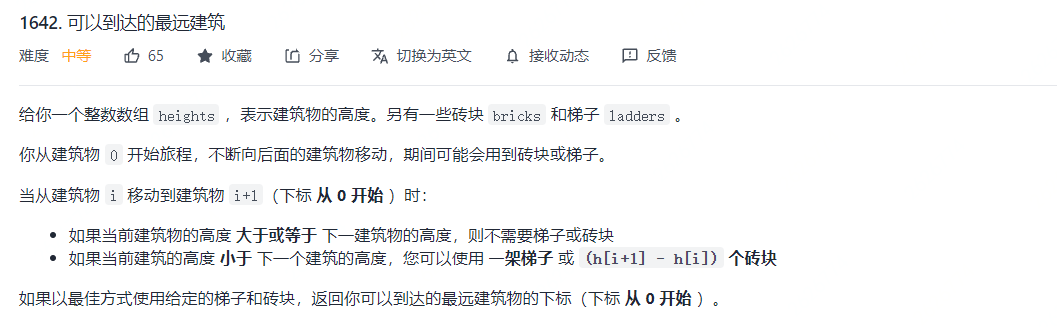 1642. 可以到达的最远建筑
难度 中等 65 收藏 分享 切换为英文 接收动态 反馈
给你一个整数数组 heights ，表示建筑物的高度。另有一些砖块 bricks 和梯子 ladders 。
你从建筑物 0 开始旅程，不断向后面的建筑物移动，期间可能会用到砖块或梯子。
当从建筑物 i 移动到建筑物 i+1（下标 从 0 开始 ）时：
• 如果当前建筑物的高度 大于或等于 下一建筑物的高度，则不需要梯子或砖块
• 如果当前建筑的高度 小于 下一个建筑的高度，您可以使用 一架梯子 或 (h[i+1] - h[i]) 个砖块
如果以最佳方式使用给定的梯子和砖块，返回你可以到达的最远建筑物的下标（下标 从 0 开始 ）。